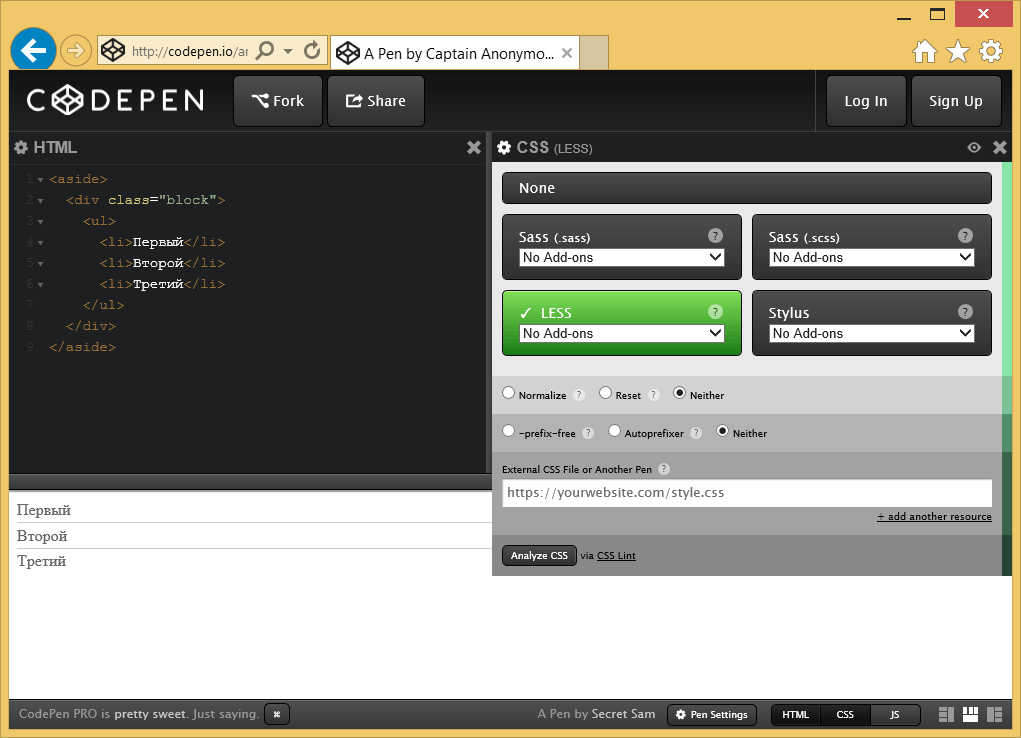 http://codepen.io/ar
A Pen by Captain Anonymo...
CODEPEN
Fork
Share
Log In
Sign Up
HTML
1 <aside>
2 <div class="block">
3 <ul>
4 <li>Первый</li>
5 <li>Второй</li>
6 <li>Третий</li>
7 </ul>
8 </div>
9 </aside>
CSS (LESS)
None
Sass (.sass) ?
No Add-ons
Sass (.scss) ?
No Add-ons
✓ LESS ?
No Add-ons
Stylus ?
No Add-ons
Normalize ? Reset ? Neither
-prefix-free ? Autoprefixer ? Neither
External CSS File or Another Pen ?
https://yourwebsite.com/style.css
+ add another resource
Analyze CSS via CSS Lint
Первый
Второй
Третий
CodePen PRO is pretty sweet. Just saying. ⌘
A Pen by Secret Sam
Pen Settings
HTML CSS JS